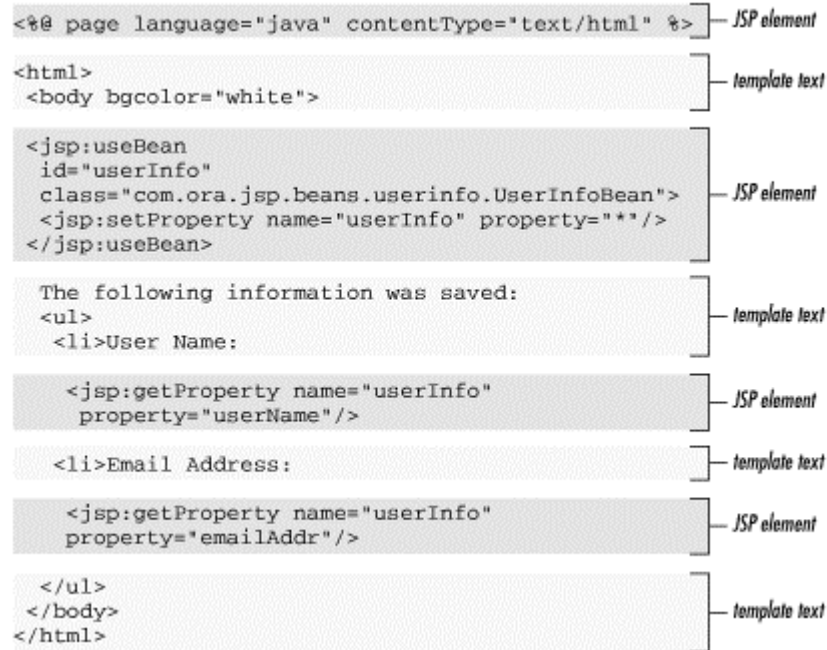 <%@ page language="java" contentType="text/html" %> JSP element
<html>
<body bgcolor="white">
template text
<jsp:useBean
id="userInfo"
class="com.ora.jsp.beans.userinfo.UserInfoBean">
<jsp:setProperty name="userInfo" property="*"/>
</jsp:useBean>
JSP element
The following information was saved:
<ul>
<li>User Name:
template text
<jsp:getProperty name="userInfo"
property="userName"/>
JSP element
<li>Email Address: template text
<jsp:getProperty name="userInfo"
property="emailAddr"/>
JSP element
</ul>
</body>
</html>
template text